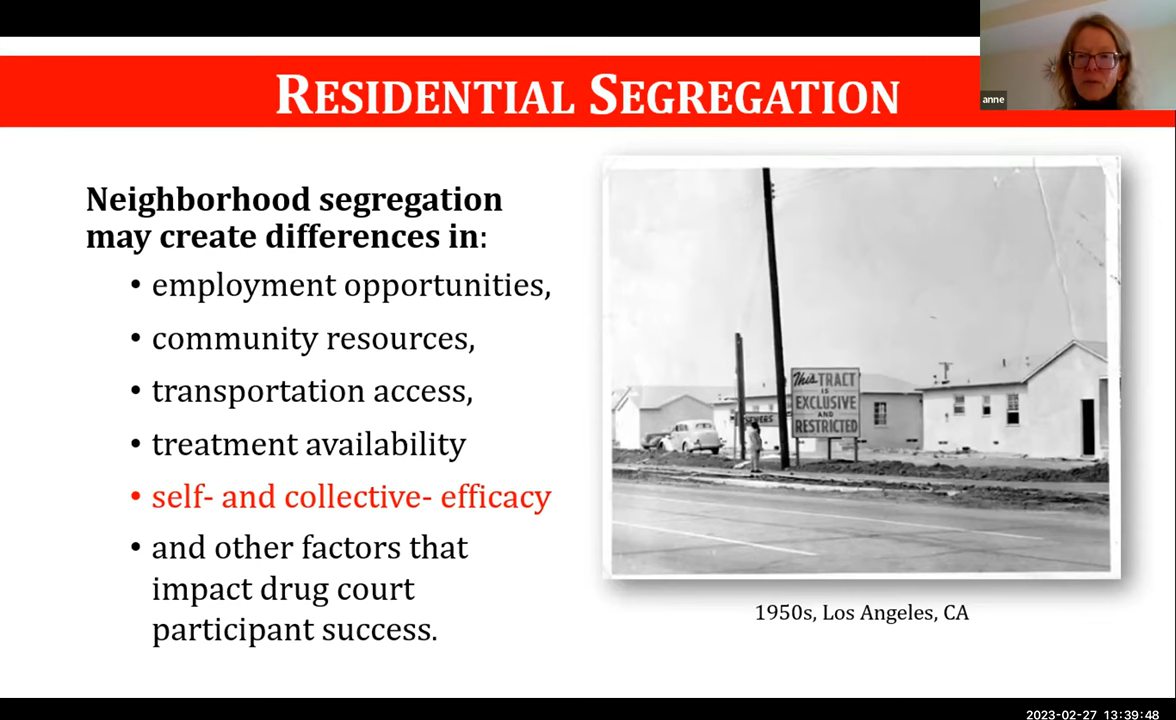 RESIDENTIAL SEGREGATION
anne
Neighborhood segregation
may create differences in:
• employment opportunities,
• community resources,
• transportation access,
• treatment availability
• self- and collective- efficacy
• and other factors that
impact drug court
participant success.
This TRACT
IS
EXCLUSIVE
AND
RESTRICTED
1950s, Los Angeles, CA
2023-02-27 13:39:48